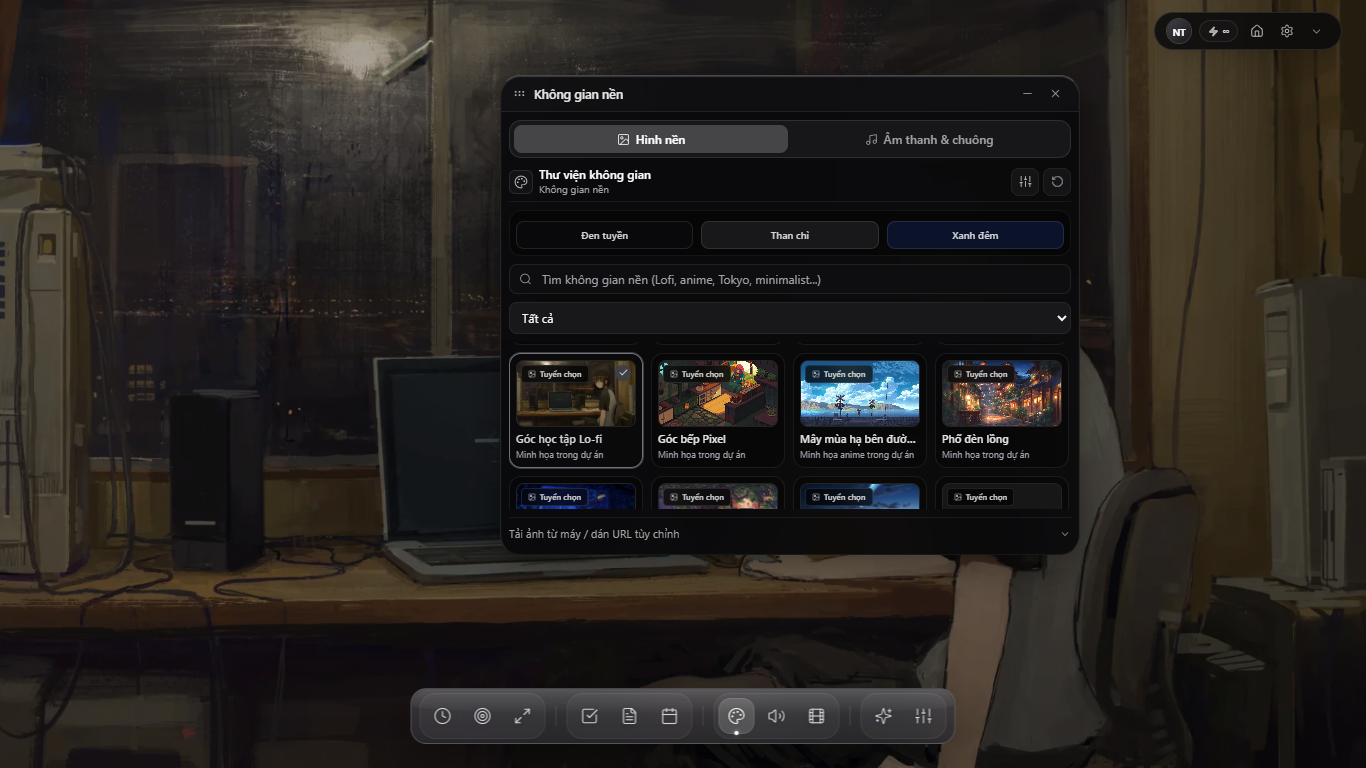 NT
∞
Không gian nền
Hình nền
Âm thanh & chuông
Thư viện không gian
Không gian nền
Đen tuyền
Than chì
Xanh đêm
Tìm không gian nền (Lofi, anime, Tokyo, minimalist...)
Tất cả
Tuyển chọn
Tuyển chọn
Tuyển chọn
Tuyển chọn
Góc học tập Lo-fi
Góc bếp Pixel
Mây mùa hạ bên đườ...
Phố đèn lồng
Minh họa trong dự án
Minh họa trong dự án
Minh họa anime trong dự án
Minh họa trong dự án
Tuyển chọn
Tuyển chọn
Tuyển chọn
Tuyển chọn
Tải ảnh từ máy / dán URL tùy chỉnh